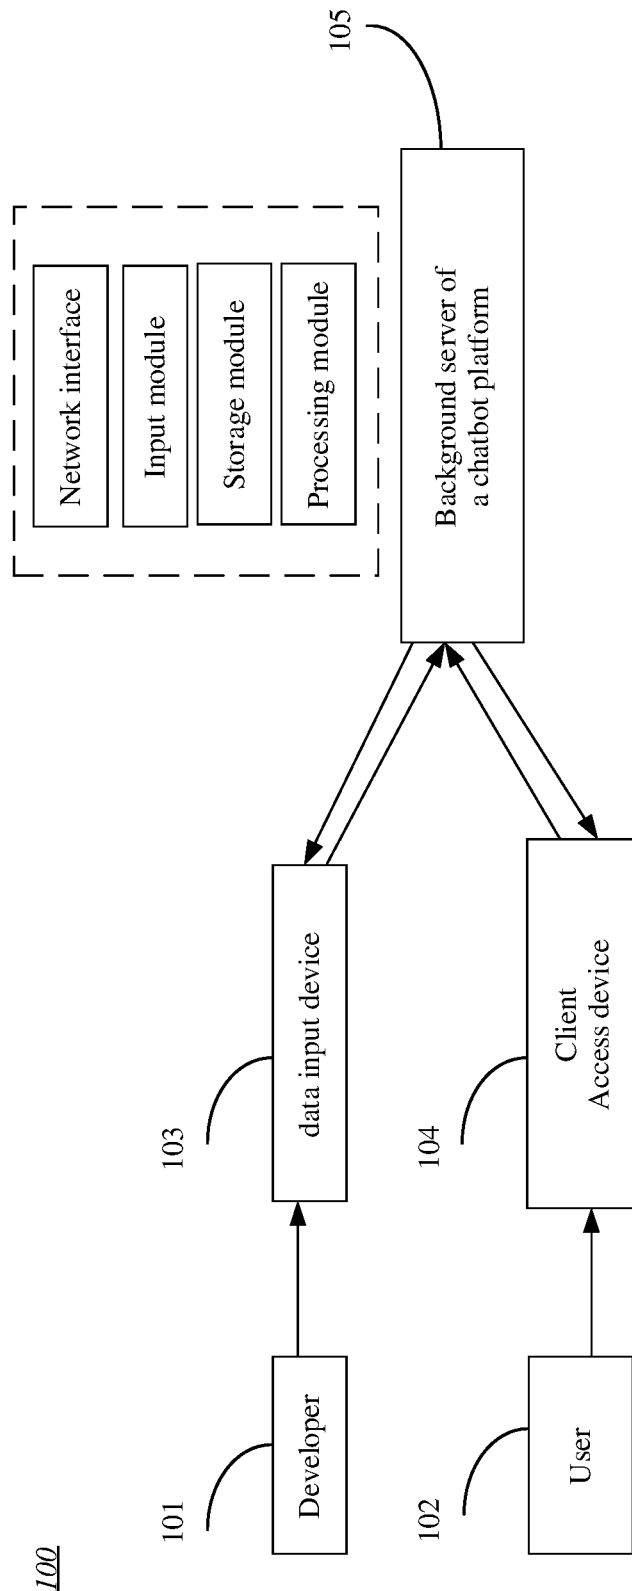 100
101
Developer
103
data input device
102
User
104
Client
Access device
Network interface
Input module
Storage module
Processing module
105
Background server of
a chatbot platform